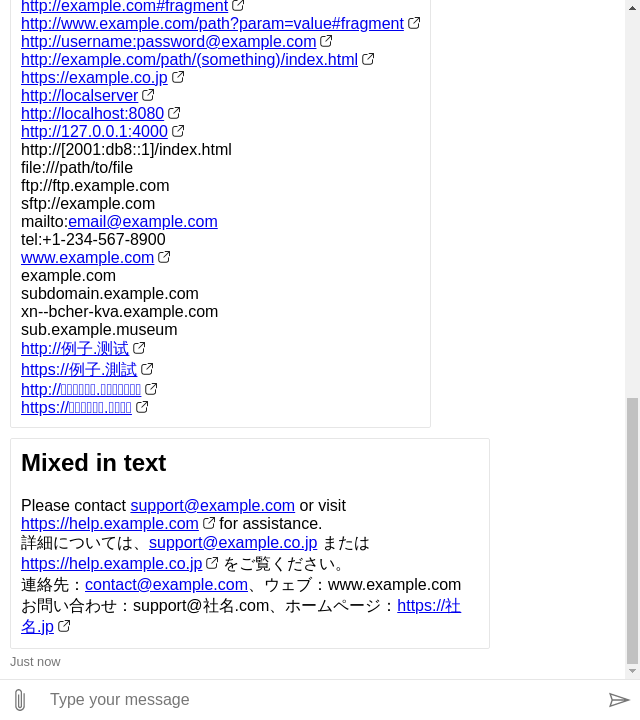 http://example.com#fragment
http://www.example.com/path?param=value#fragment
http://username:password@example.com
http://example.com/path/(something)/index.html
https://example.co.jp
http://localserver
http://localhost:8080
http://127.0.0.1:4000
http://[2001:db8::1]/index.html
file:///path/to/file
ftp://ftp.example.com
sftp://example.com
mailto:email@example.com
tel:+1-234-567-8900
www.example.com
example.com
subdomain.example.com
xn--bcher-kva.example.com
sub.example.museum
http://例子.测试
https://例子.測試
http://
https://
Mixed in text
Please contact support@example.com or visit
https://help.example.com for assistance.
詳細については、support@example.co.jp または
https://help.example.co.jp をご覧ください。
連絡先：contact@example.com、ウェブ：www.example.com
お問い合わせ：support@社名.com、ホームページ：https://社
名.jp
Just now
Type your message